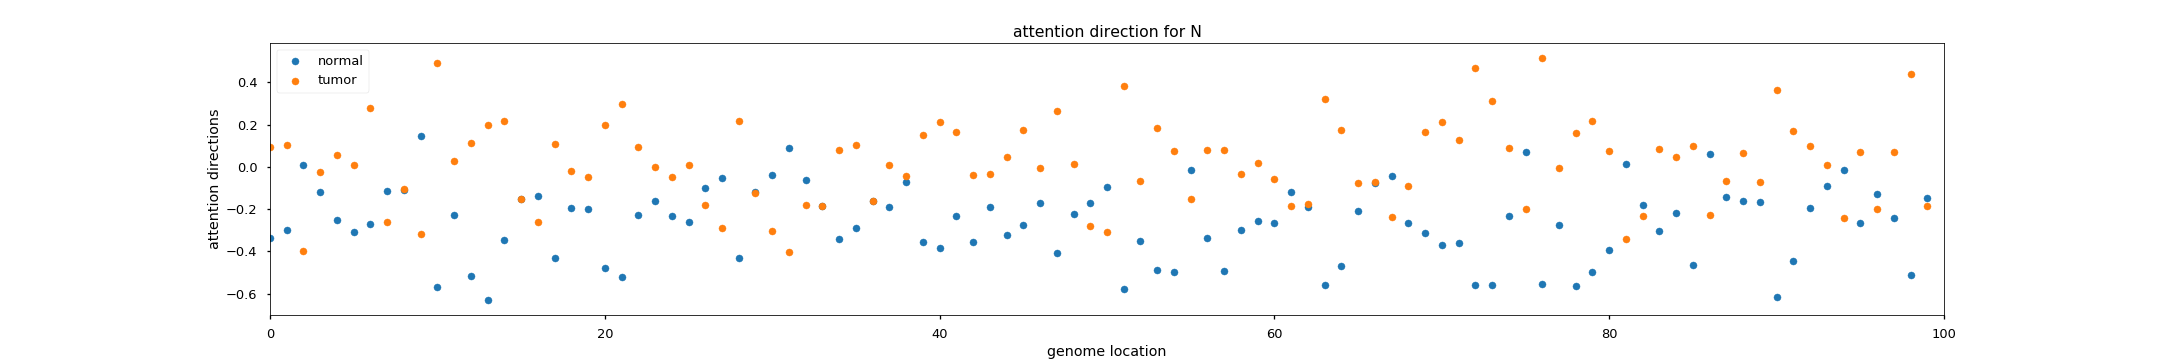 attention direction for N
normal
tumor
attention directions
0.4
0.2
0.0
−0.2
−0.4
−0.6
0 20 40 60 80 100
genome location